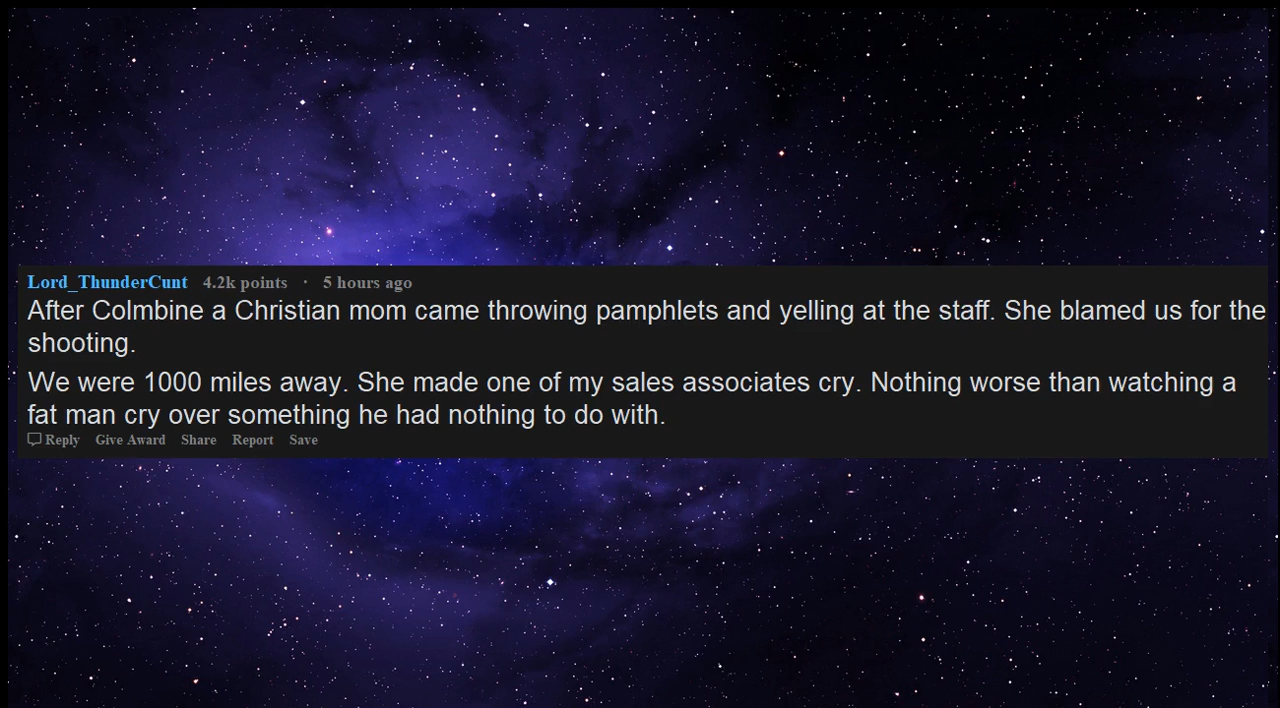 Lord_ThunderCunt 4.2k points · 5 hours ago
After Colmbine a Christian mom came throwing pamphlets and yelling at the staff. She blamed us for the
shooting.
We were 1000 miles away. She made one of my sales associates cry. Nothing worse than watching a
fat man cry over something he had nothing to do with.
Reply Give Award Share Report Save